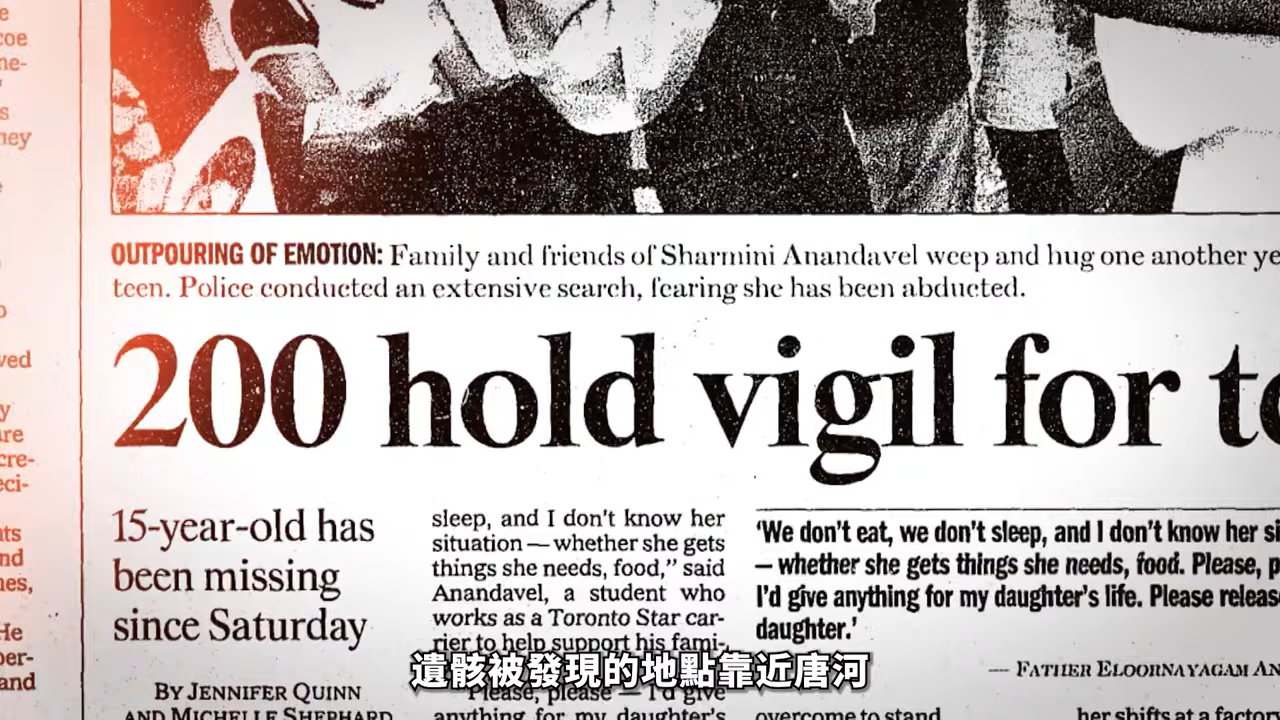 OUTPOURING OF EMOTION: Family and friends of Sharmini Anandavel weep and hug one another ye
teen. Police conducted an extensive search, fearing she has been abducted.
200 hold vigil for
15-year-old has
been missing
since Saturday
BY JENNIFER QUINN
AND MICHELLE SHEPHARD
sleep, and I don't know her
situation — whether she gets
things she needs, food," said
Anandavel, a student who
works as a Toronto Star car-
rier to help support his fami-
"Please, please — I'd give
anything for my daughter's
'We don't eat, we don't sleep, and I don't know her si
— whether she gets things she needs, food. Please, p
I'd give anything for my daughter's life. Please release
daughter.'
— FATHER ELOORNAYAGAM AN
overcome to stand
her shifts at a factory
遺骸被發現的地點靠近唐河